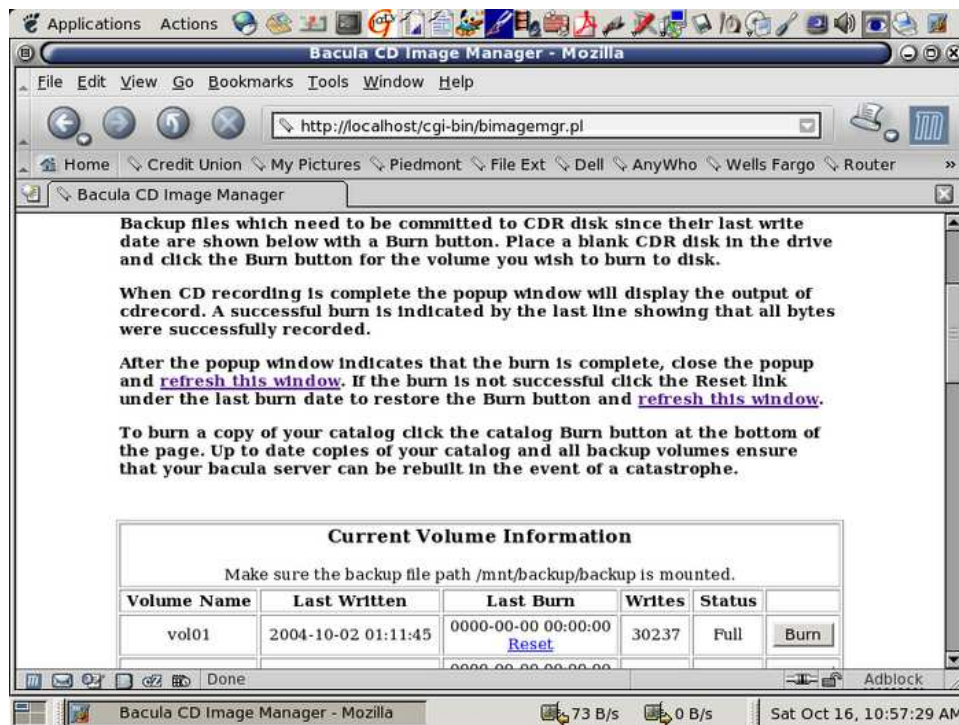 Applications Actions
Bacula CD Image Manager - Mozilla
File Edit View Go Bookmarks Tools Window Help
http://localhost/cgi-bin/bimagemgr.pl
Home Credit Union My Pictures Piedmont File Ext Dell AnyWho Wells Fargo Router »
Bacula CD Image Manager
Backup files which need to be committed to CDR disk since their last write
date are shown below with a Burn button. Place a blank CDR disk in the drive
and click the Burn button for the volume you wish to burn to disk.
When CD recording is complete the popup window will display the output of
cdrecord. A successful burn is indicated by the last line showing that all bytes
were successfully recorded.
After the popup window indicates that the burn is complete, close the popup
and refresh this window. If the burn is not successful click the Reset link
under the last burn date to restore the Burn button and refresh this window.
To burn a copy of your catalog click the catalog Burn button at the bottom of
the page. Up to date copies of your catalog and all backup volumes ensure
that your bacula server can be rebuilt in the event of a catastrophe.
Current Volume Information
Make sure the backup file path /mnt/backup/backup is mounted.
Volume Name Last Written Last Burn Writes Status
vol01 2004-10-02 01:11:45 0000-00-00 00:00:00 30237 Full Burn
Reset
0000-00-00 00:00:00
Done Adblock
Bacula CD Image Manager - Mozilla 73 B/s 0 B/s Sat Oct 16, 10:57:29 AM